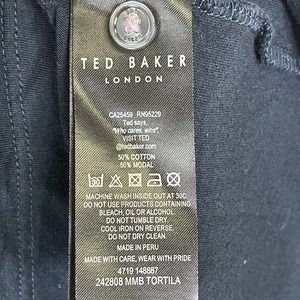 TED BAKER
LONDON
CA25459 RN95229
Ted says,
"Who cares, wins",
VISIT TED
@tedbaker.com
50% COTTON
50% MODAL
MACHINE WASH INSIDE OUT AT 30C.
DO NOT USE PRODUCTS CONTAINING
BLEACH, OIL OR ALCOHOL
DO NOT TUMBLE DRY.
COOL IRON ON REVERSE.
DO NOT DRY CLEAN.
MADE IN PERU
MADE WITH CARE, WEAR WITH PRIDE
4719 148887
242808 MMB TORTILA